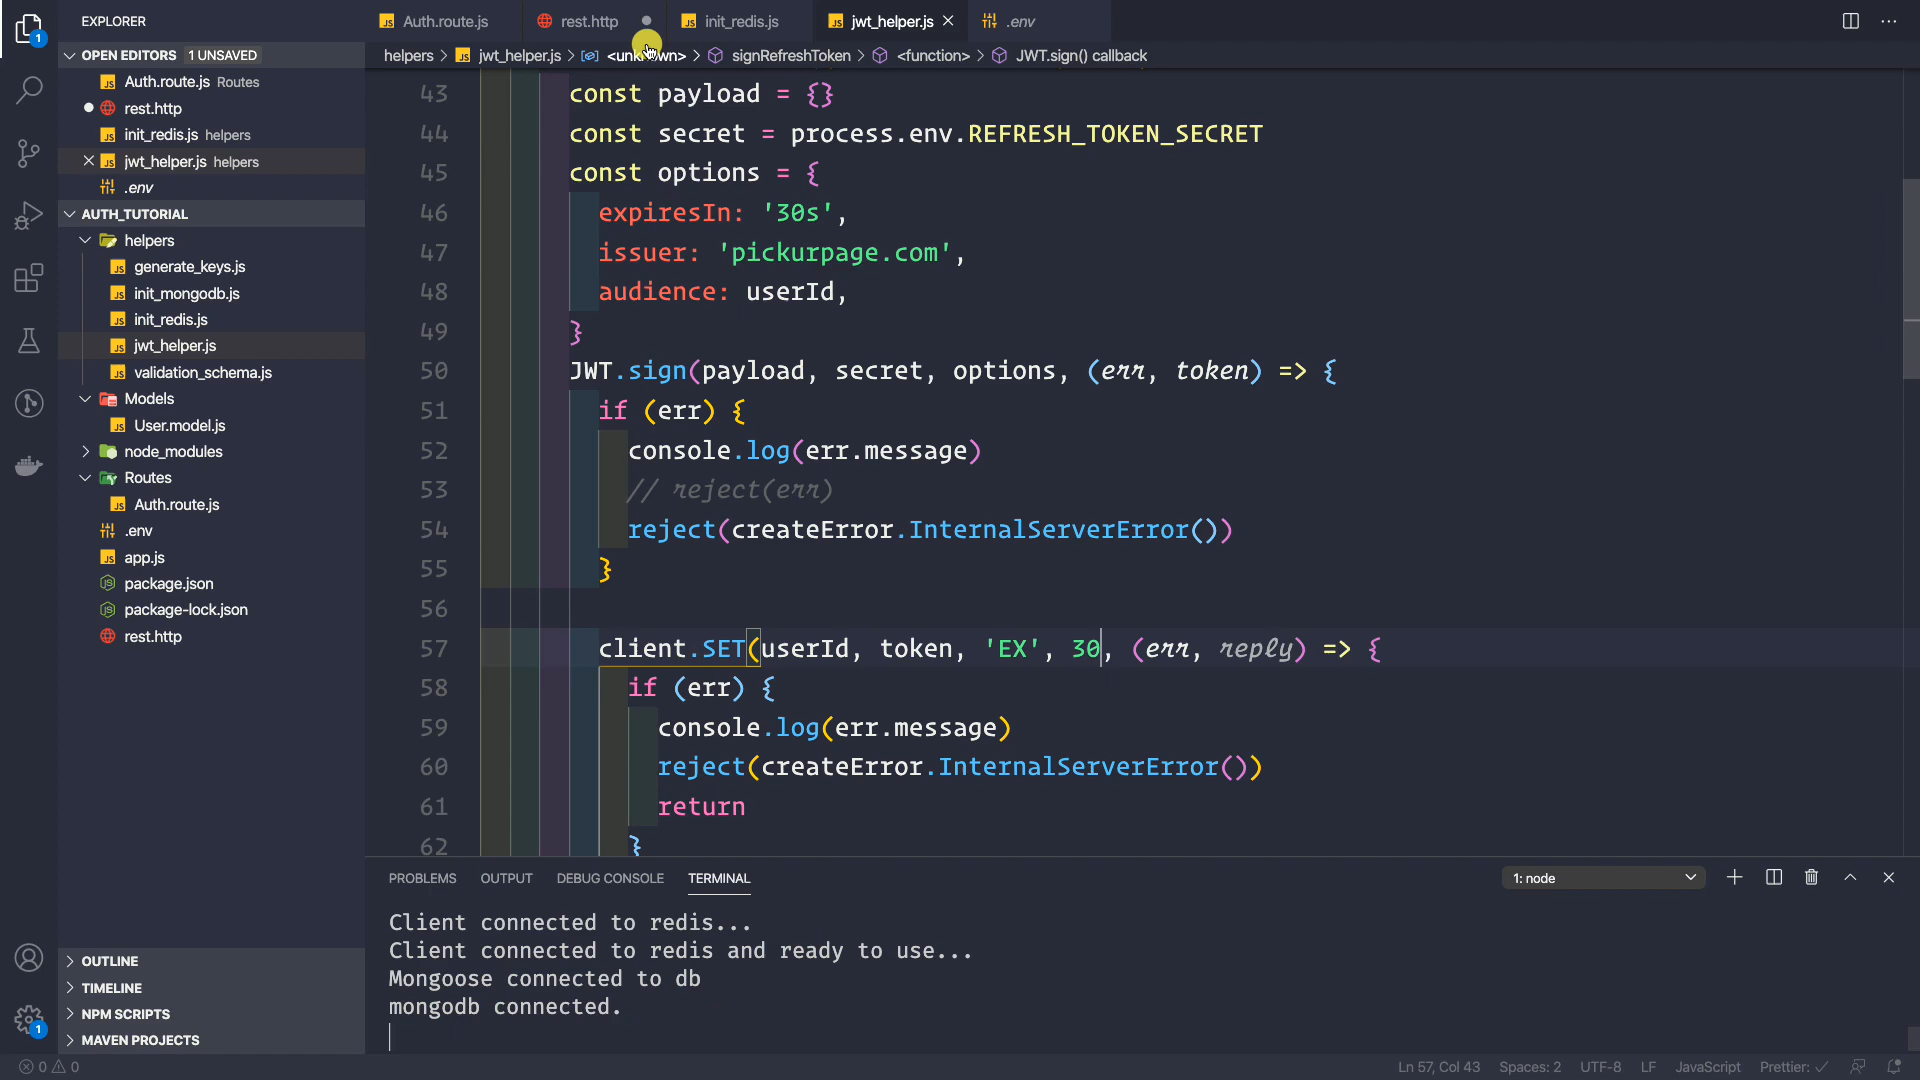 EXPLORER
OPEN EDITORS 1 UNSAVED
Auth.route.js Routes
rest.http
init_redis.js helpers
jwt_helper.js helpers
.env
AUTH_TUTORIAL
helpers
generate_keys.js
init_mongodb.js
init_redis.js
jwt_helper.js
validation_schema.js
Models
User.model.js
node_modules
Routes
Auth.route.js
.env
app.js
package.json
package-lock.json
rest.http
OUTLINE
TIMELINE
NPM SCRIPTS
MAVEN PROJECTS
1
1
Auth.route.js rest.http init_redis.js jwt_helper.js .env
helpers > jwt_helper.js > <unknown> > signRefreshToken > <function> > JWT.sign() callback
43 const payload = {}
44 const secret = process.env.REFRESH_TOKEN_SECRET
45 const options = {
46 expiresIn: '30s',
47 issuer: 'pickurpage.com',
48 audience: userId,
49 }
50 JWT.sign(payload, secret, options, (err, token) => {
51 if (err) {
52 console.log(err.message)
53 // reject(err)
54 reject(createError.InternalServerError())
55 }
56
57 client.SET(userId, token, 'EX', 30, (err, reply) => {
58 if (err) {
59 console.log(err.message)
60 reject(createError.InternalServerError())
61 return
62 }
PROBLEMS OUTPUT DEBUG CONSOLE TERMINAL 1: node
Client connected to redis...
Client connected to redis and ready to use...
Mongoose connected to db
mongodb connected.
0 0 Ln 57, Col 43 Spaces: 2 UTF-8 LF JavaScript Prettier: ✓